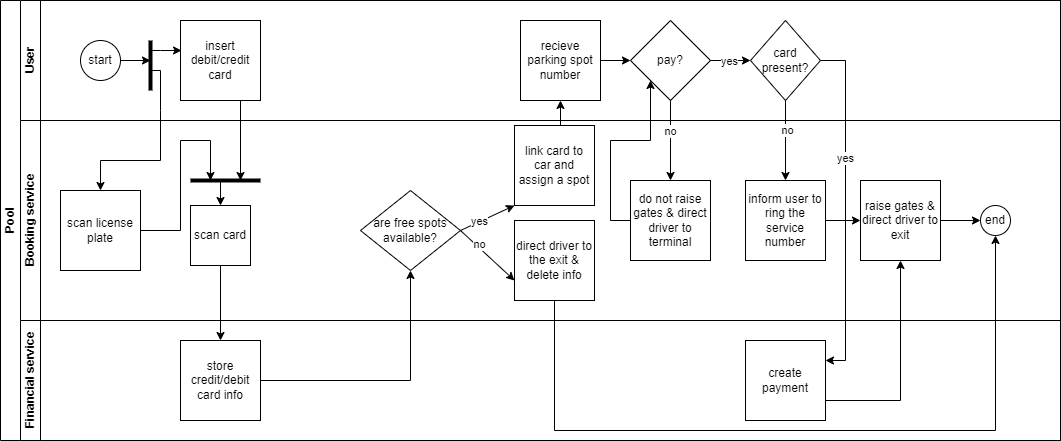 Pool
User
Booking service
Financial service
start
insert
debit/credit
card
recieve
parking spot
number
pay?
yes
card
present?
no
no
yes
scan license
plate
scan card
are free spots
available?
yes
no
link card to
car and
assign a spot
direct driver to
the exit &
delete info
do not raise
gates & direct
driver to
terminal
inform user to
ring the
service
number
raise gates &
direct driver to
exit
end
store
credit/debit
card info
create
payment